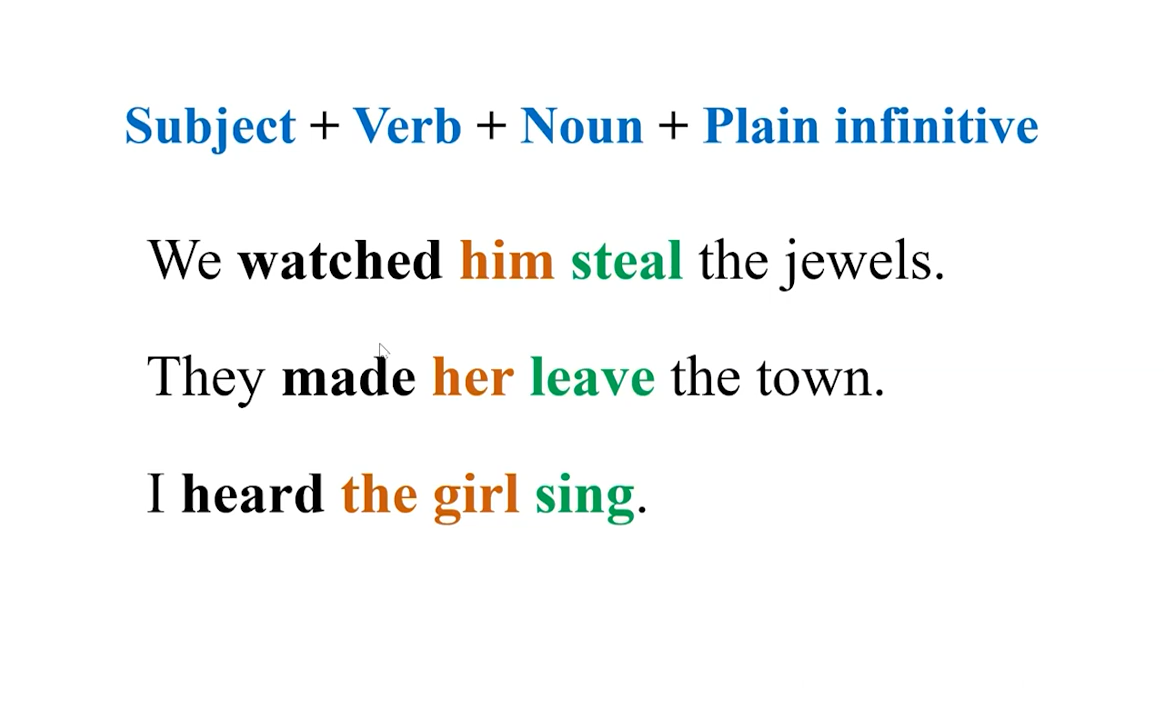 Subject + Verb + Noun + Plain infinitive
We watched him steal the jewels.
They made her leave the town.
I heard the girl sing.